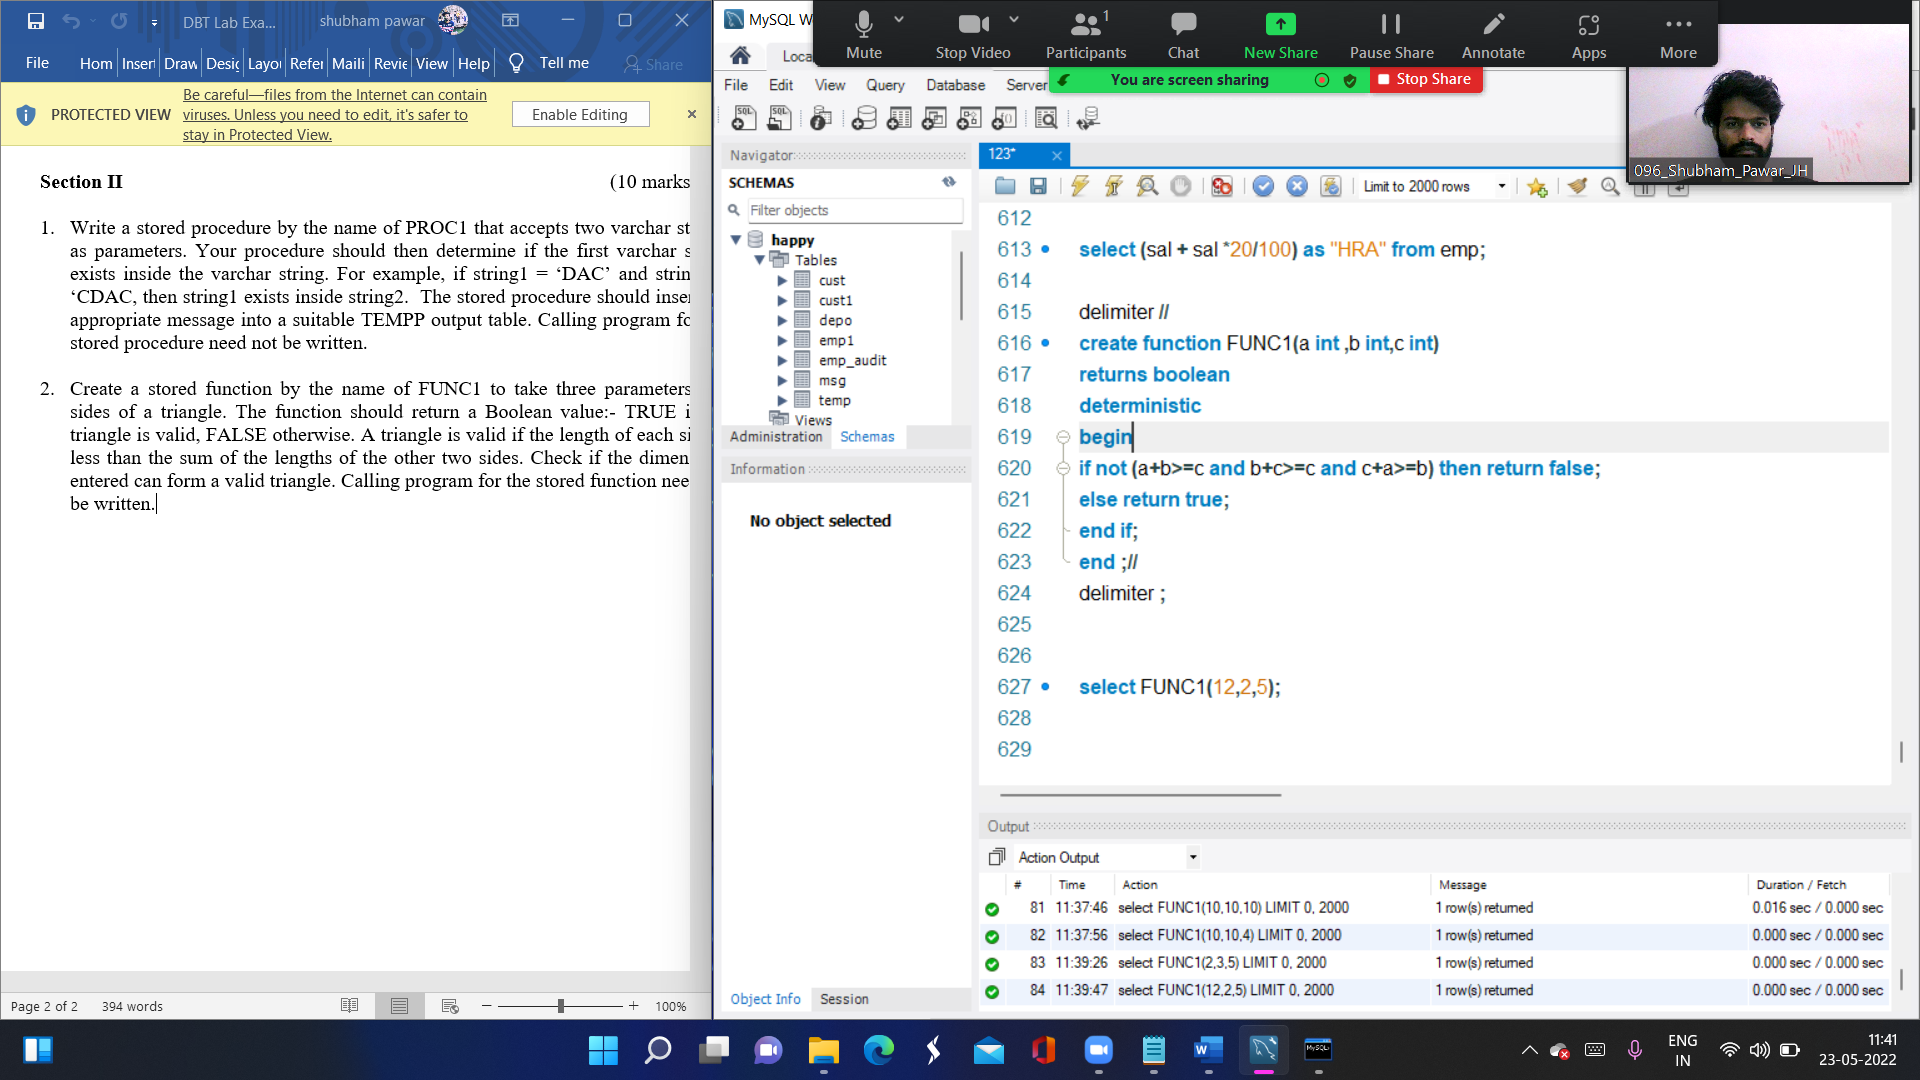 DBT Lab Exa...
shubham pawar
File
Hom
Inser
Draw
Desig
Layou
Refer
Maili
Revie
View
Help
Tell me
Share
PROTECTED VIEW
Be careful—files from the Internet can contain
viruses. Unless you need to edit, it's safer to
stay in Protected View.
Enable Editing
Section II
(10 marks
1. Write a stored procedure by the name of PROC1 that accepts two varchar st
as parameters. Your procedure should then determine if the first varchar s
exists inside the varchar string. For example, if string1 = ‘DAC’ and strin
‘CDAC, then string1 exists inside string2. The stored procedure should inser
appropriate message into a suitable TEMPP output table. Calling program fo
stored procedure need not be written.
2. Create a stored function by the name of FUNC1 to take three parameters
sides of a triangle. The function should return a Boolean value:- TRUE i
triangle is valid, FALSE otherwise. A triangle is valid if the length of each si
less than the sum of the lengths of the other two sides. Check if the dimen
entered can form a valid triangle. Calling program for the stored function nee
be written.
Page 2 of 2
394 words
100%
MySQL W
Mute
Stop Video
1
Participants
Chat
New Share
Pause Share
Annotate
Apps
More
You are screen sharing
Stop Share
096_Shubham_Pawar_JH
Loca
File
Edit
View
Query
Database
Server
Navigator
SCHEMAS
Filter objects
happy
Tables
cust
cust1
depo
emp1
emp_audit
msg
temp
Views
Administration
Schemas
Information
No object selected
Object Info
Session
123*
Limit to 2000 rows
612
613 select (sal + sal *20/100) as "HRA" from emp;
614
615 delimiter //
616 create function FUNC1(a int ,b int,c int)
617 returns boolean
618 deterministic
619 begin
620 if not (a+b>=c and b+c>=c and c+a>=b) then return false;
621 else return true;
622 end if;
623 end ;//
624 delimiter ;
625
626
627 select FUNC1(12,2,5);
628
629
Output
Action Output
# Time Action Message Duration / Fetch
81 11:37:46 select FUNC1(10,10,10) LIMIT 0, 2000 1 row(s) returned 0.016 sec / 0.000 sec
82 11:37:56 select FUNC1(10,10,4) LIMIT 0, 2000 1 row(s) returned 0.000 sec / 0.000 sec
83 11:39:26 select FUNC1(2,3,5) LIMIT 0, 2000 1 row(s) returned 0.000 sec / 0.000 sec
84 11:39:47 select FUNC1(12,2,5) LIMIT 0, 2000 1 row(s) returned 0.000 sec / 0.000 sec
ENG
IN
11:41
23-05-2022